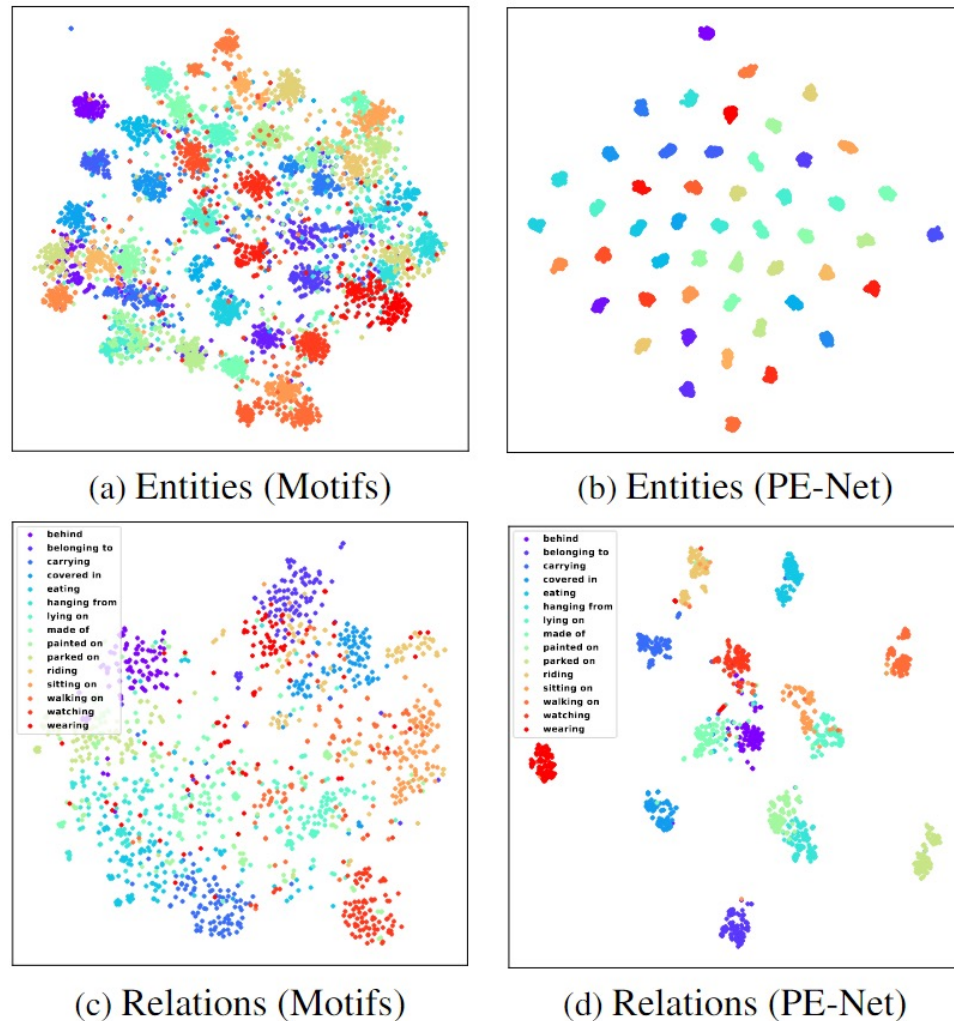 (a) Entities (Motifs)
(b) Entities (PE-Net)
behind
belonging to
carrying
covered in
eating
hanging from
lying on
made of
painted on
parked on
riding
sitting on
walking on
watching
wearing
behind
belonging to
carrying
covered in
eating
hanging from
lying on
made of
painted on
parked on
riding
sitting on
walking on
watching
wearing
(c) Relations (Motifs)
(d) Relations (PE-Net)